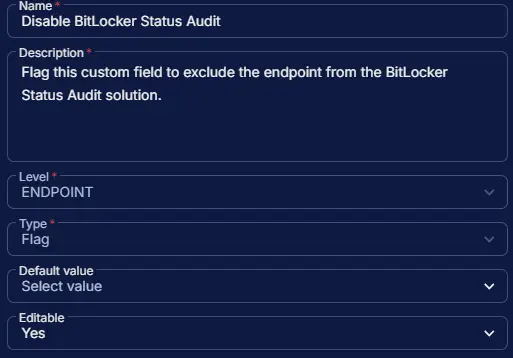 Name *
Disable BitLocker Status Audit
Description *
Flag this custom field to exclude the endpoint from the BitLocker
Status Audit solution.
Level *
ENDPOINT
Type *
Flag
Default value
Select value
Editable
Yes